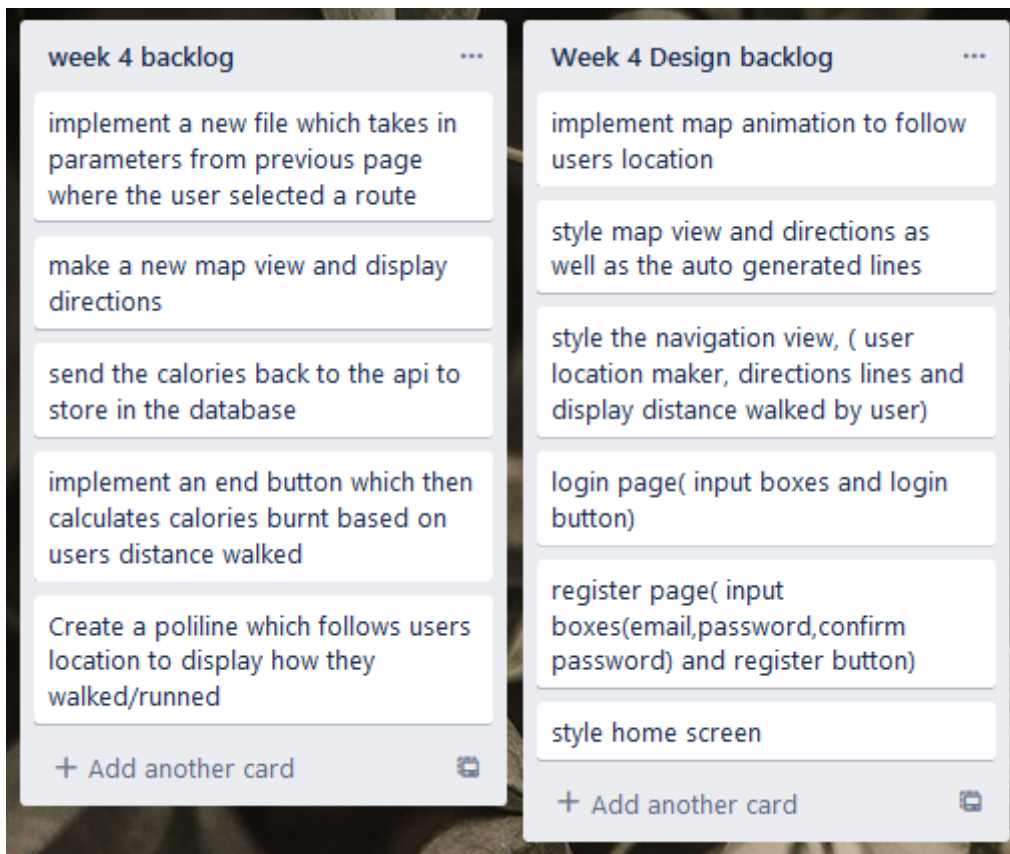 week 4 backlog
implement a new file which takes in
parameters from previous page
where the user selected a route
make a new map view and display
directions
send the calories back to the api to
store in the database
implement an end button which then
calculates calories burnt based on
users distance walked
Create a poliline which follows users
location to display how they
walked/runned
+ Add another card
Week 4 Design backlog
implement map animation to follow
users location
style map view and directions as
well as the auto generated lines
style the navigation view, ( user
location maker, directions lines and
display distance walked by user)
login page( input boxes and login
button)
register page( input
boxes(email,password,confirm
password) and register button)
style home screen
+ Add another card